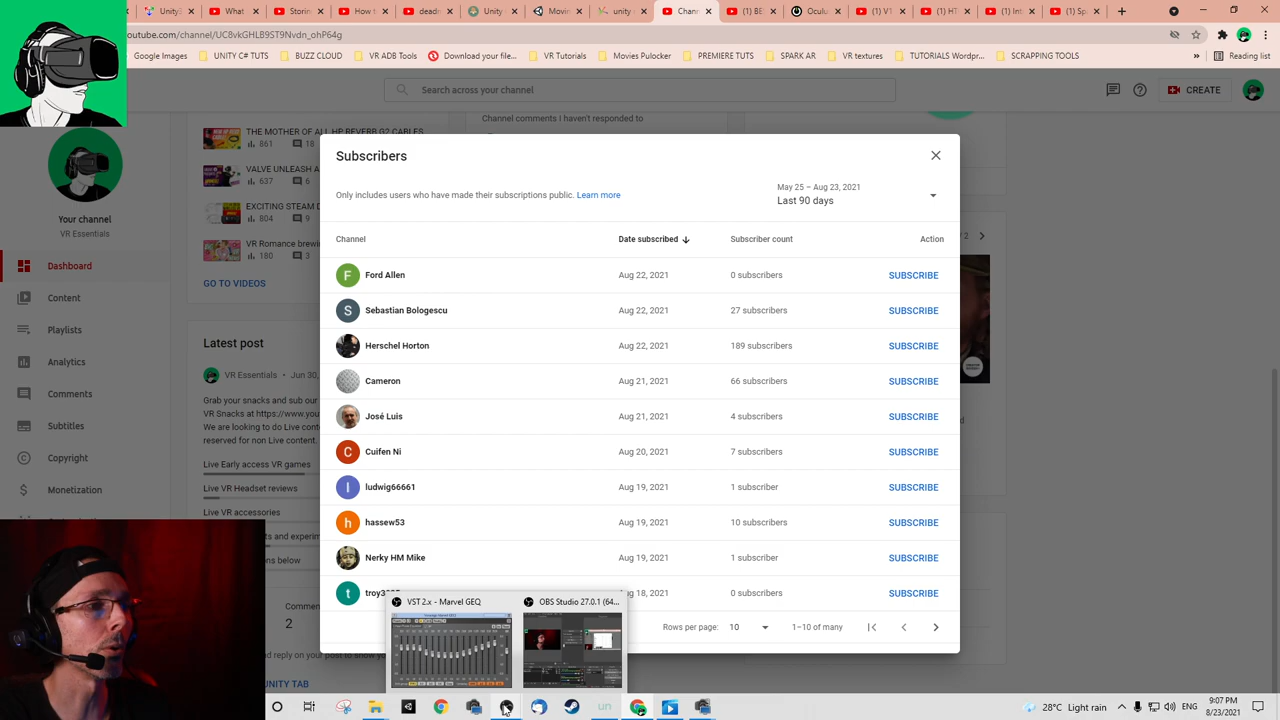 youtube.com/channel/UC8vkGHLB9ST9Nvdn_ohP64g
Google Images UNITY C# TUTS BUZZ CLOUD VR ADB Tools Video Formatters Movies Pulocker PREMIERE TUTS SPARK AR VR textures TUTORIALS Wordpr... SCRAPPING TUTORIALS » Reading list
Search across your channel
CREATE
Channel comments I haven't responded to
THE MOTHER OF ALL HP REVERB G2 CABLES
861 18
VALVE UNLEASH A
637 6
EXCITING STEAM D
804 9
VR Romance brewin
180 3
GO TO VIDEOS
Your channel
VR Essentials
Dashboard
Content
Playlists
Analytics
Comments
Subtitles
Copyright
Monetization
Latest post
VR Essentials • Jun 30,
Grab your snacks and sub our
VR Snacks at https://www.yout
We are looking to do Live cont
reserved for non Live content.
Live Early access VR games
Live VR Headset reviews
Live VR accessories
Comme
2
UNITY TAB
Subscribers
Only includes users who have made their subscriptions public. Learn more
May 25 – Aug 23, 2021
Last 90 days
Channel Date subscribed Subscriber count Action
F Ford Allen Aug 22, 2021 0 subscribers SUBSCRIBE
S Sebastian Bologescu Aug 22, 2021 27 subscribers SUBSCRIBE
Herschel Horton Aug 22, 2021 189 subscribers SUBSCRIBE
Cameron Aug 21, 2021 66 subscribers SUBSCRIBE
José Luis Aug 21, 2021 4 subscribers SUBSCRIBE
C Cuifen Ni Aug 20, 2021 7 subscribers SUBSCRIBE
l ludwig66661 Aug 19, 2021 1 subscriber SUBSCRIBE
h hassew53 Aug 19, 2021 10 subscribers SUBSCRIBE
Nerky HM Mike Aug 19, 2021 1 subscriber SUBSCRIBE
t 18, 2021 0 subscribers SUBSCRIBE
VST 2.x - Marvel GEQ OBS Studio 27.0.1 (64...
Rows per page: 10 1–10 of many
28°C Light rain ENG 9:07 PM
8/23/2021